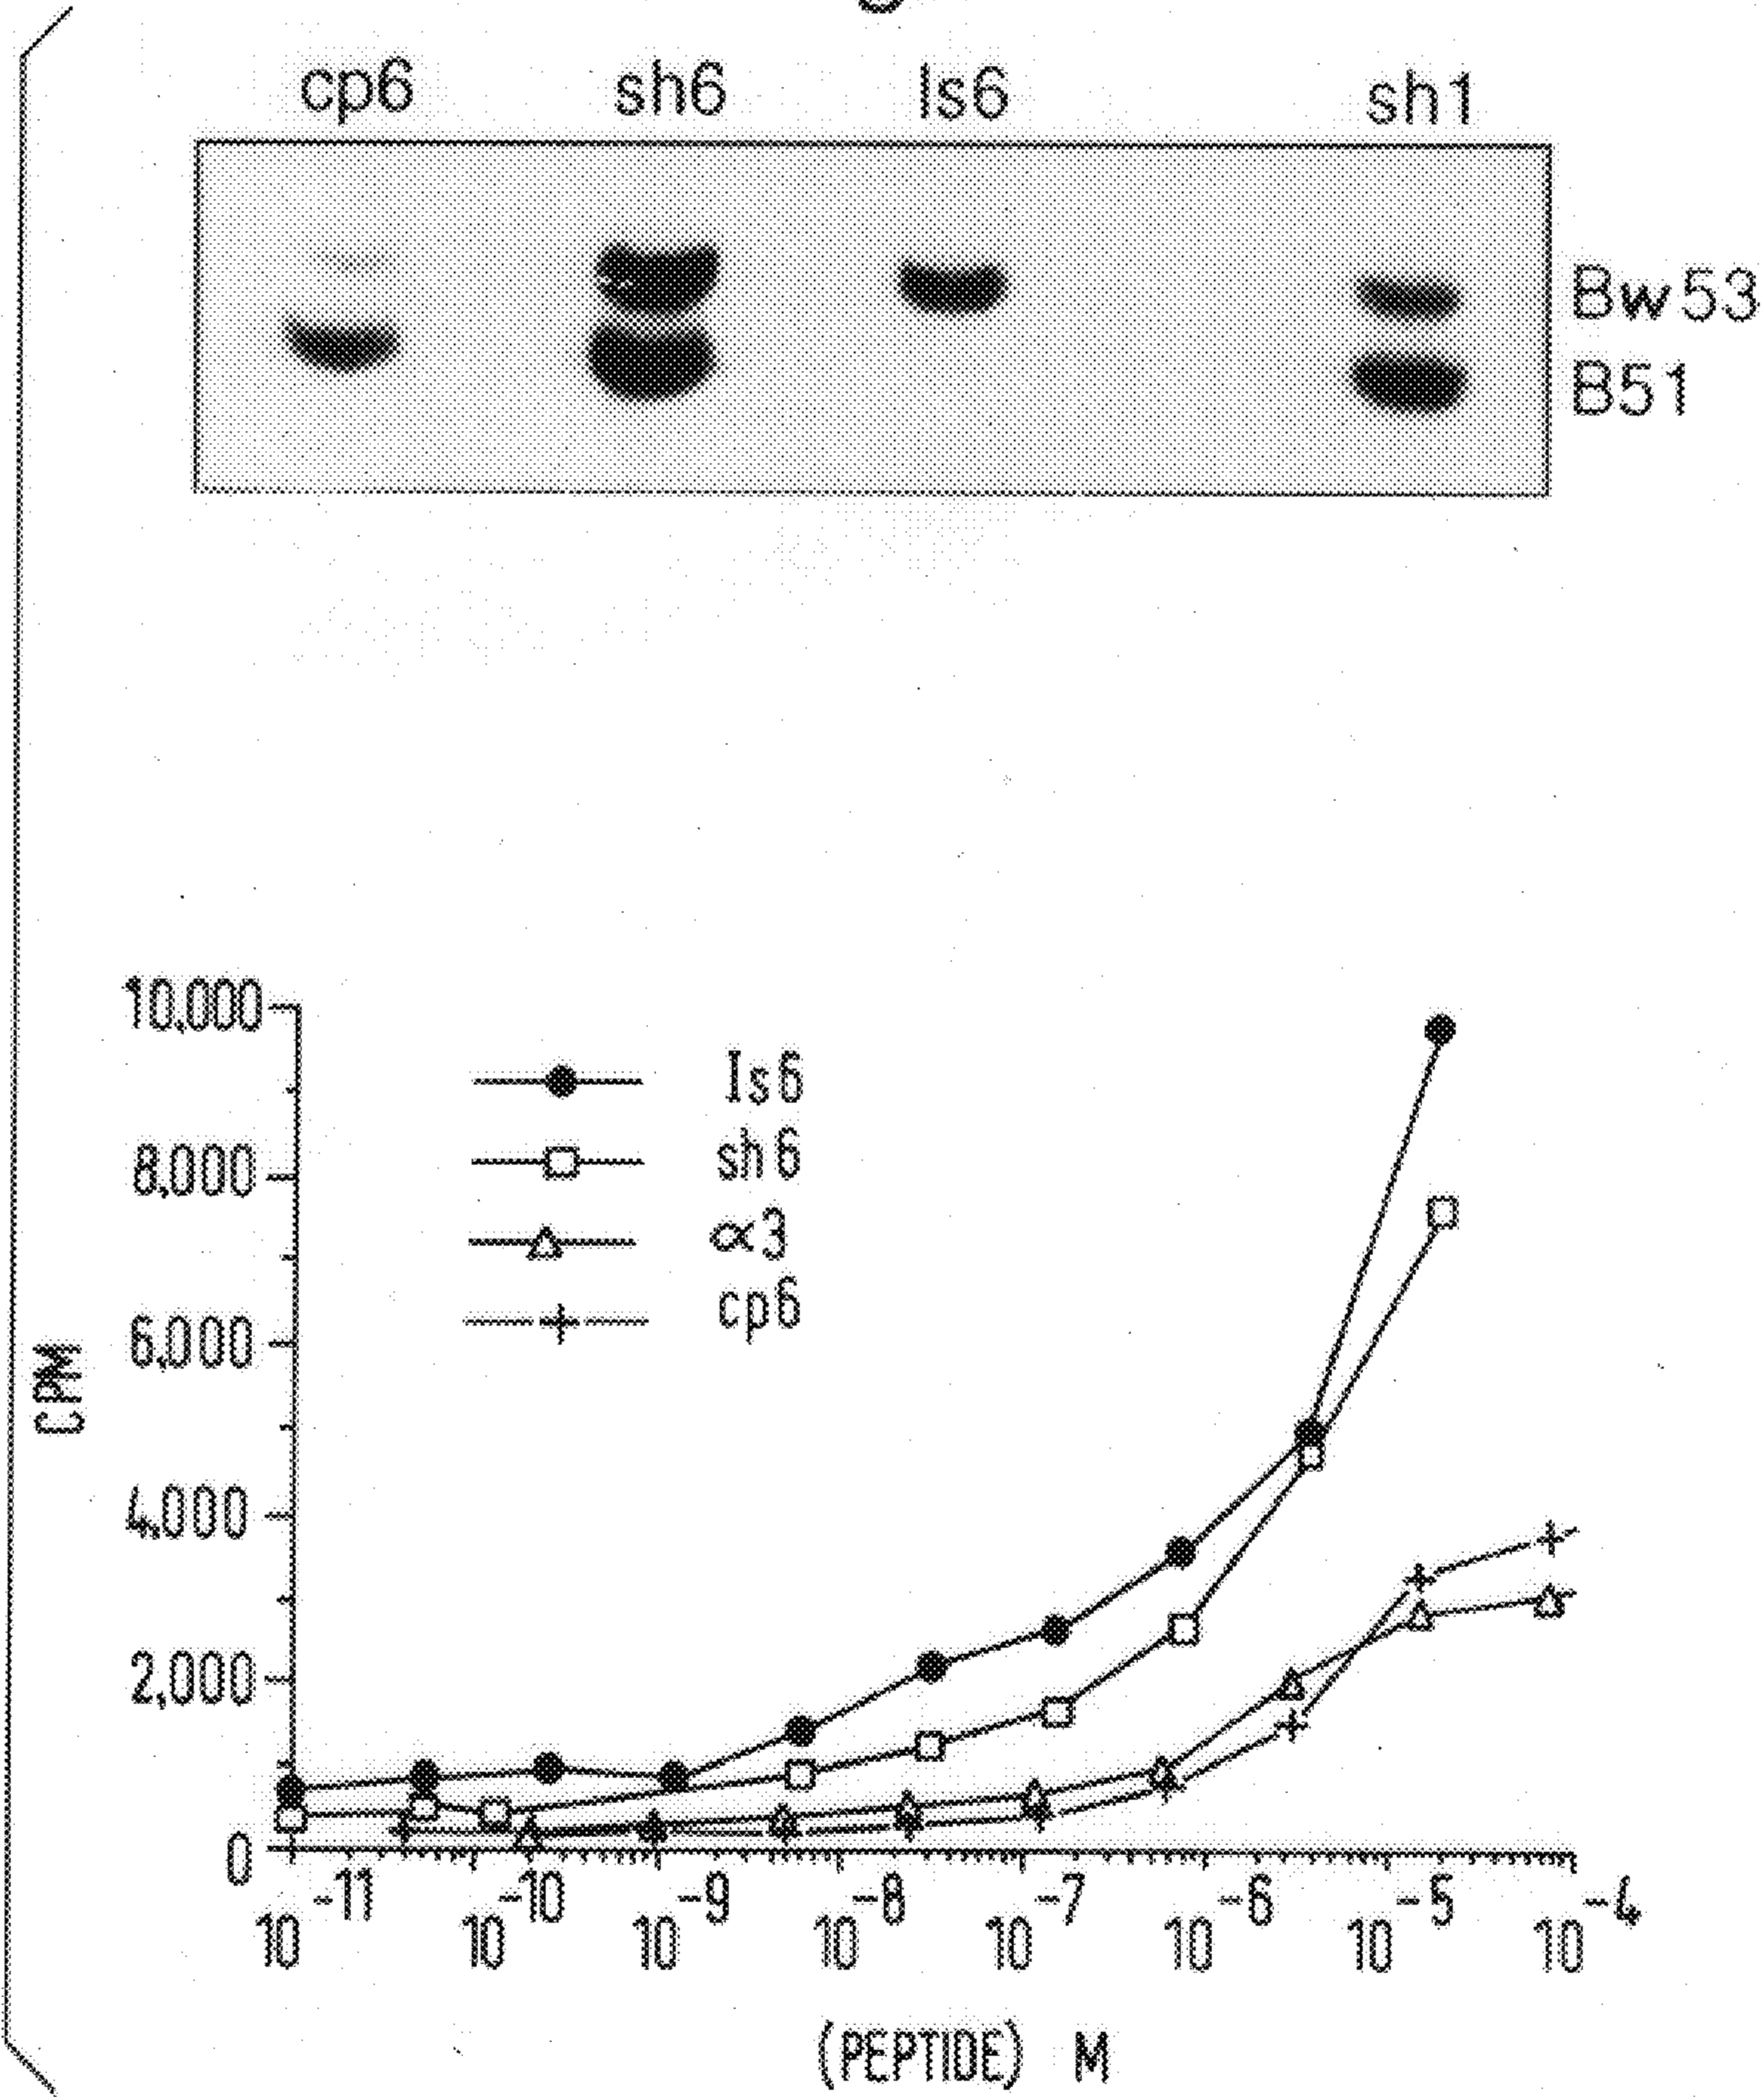 cp6 sh6 ls6 sh1
Bw53
B51
10,000
8,000
6,000
4,000
2,000
0
CPM
Is6
sh6
α3
cp6
10-11 10-10 10-9 10-8 10-7 10-6 10-5 10-4
(PEPTIDE) M